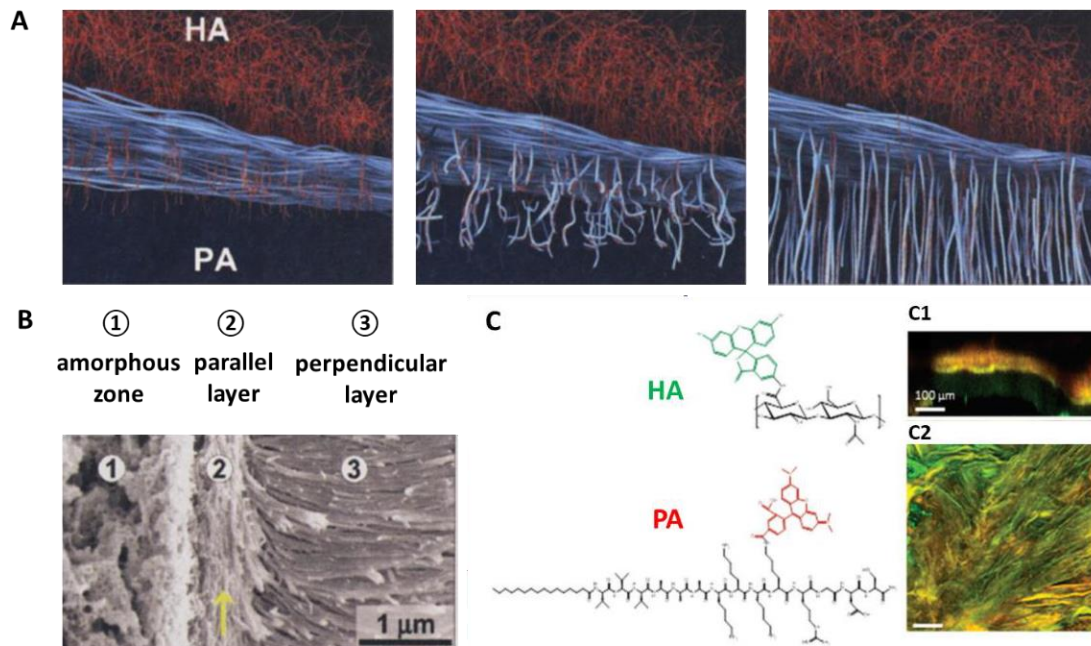 A
HA
PA
B
① ② ③
amorphous parallel perpendicular
zone layer layer
1 2 3
1 μm
C
HA
PA
C1
100 μm
C2